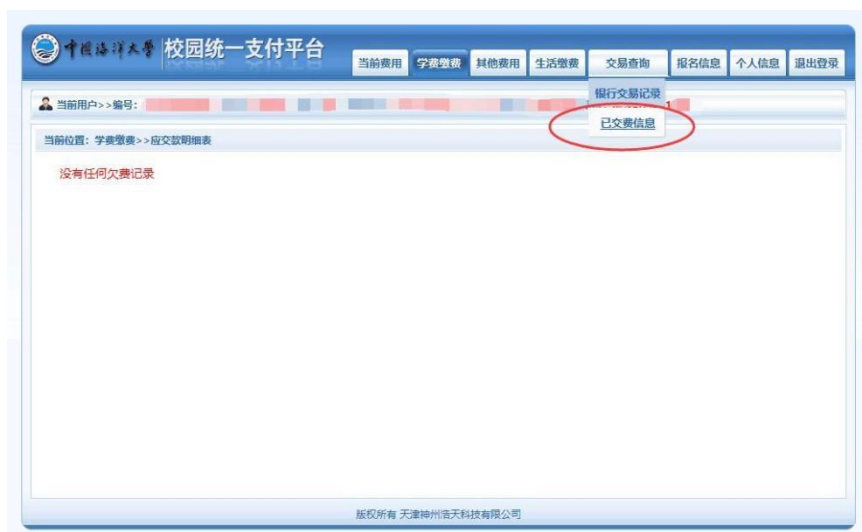 中国海洋大学 校园统一支付平台
当前费用 学费缴费 其他费用 生活缴费 交易查询 报名信息 个人信息 退出登录
银行交易记录
当前用户>>编号:
已交费信息
当前位置：学费缴费>>应交款明细表
没有任何欠费记录
版权所有 天津神州浩天科技有限公司